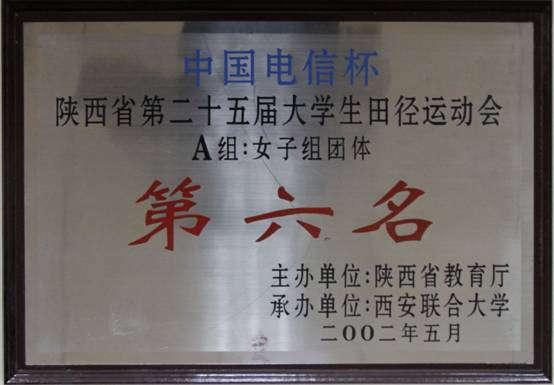 中国电信杯
陕西省第二十五届大学生田径运动会
A组:女子组团体
第六名
主办单位:陕西省教育厅
承办单位:西安联合大学
二OO二年五月